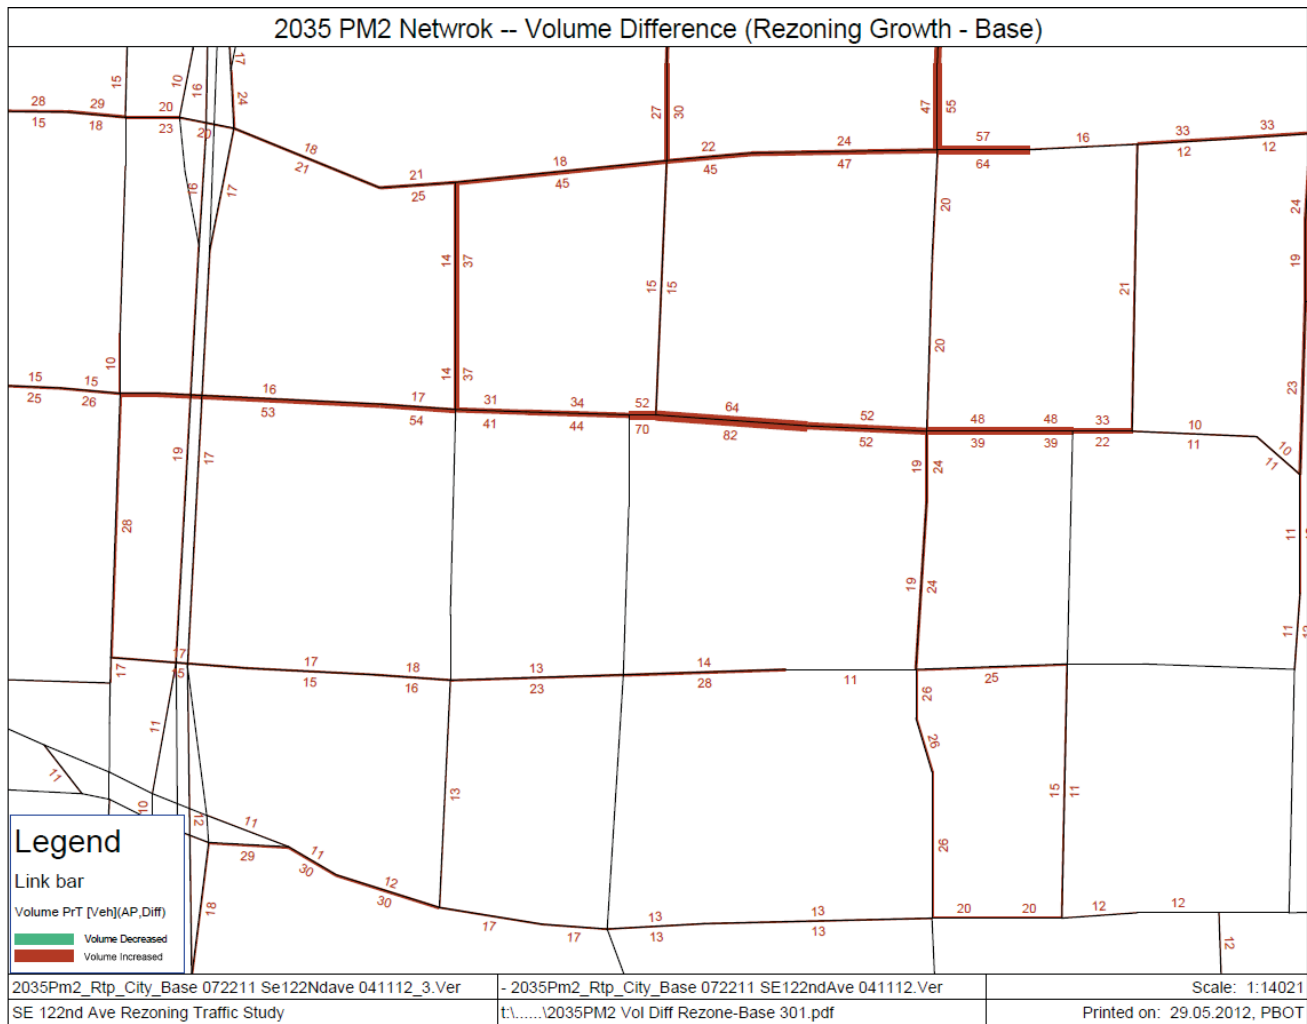 2035 PM2 Netwrok -- Volume Difference (Rezoning Growth - Base)
15 10 16 17 24 27 30 47 55
28 29 20 18 21 18 22 24 57 16 33 33
15 18 23 20 21 25 45 45 47 64 12 12
16 17 14 37 15 15 20 20 21 24 19 23
10 14 37
15 15 16 17 31 34 52 64 52 48 48 33 10 10
25 26 53 54 41 44 70 82 52 39 39 22 11 11
28 19 17 19 24 19 24 11 11
17 17 18 13 14 11 25
17 15 15 16 23 28
11 11 13 26 26 26 15 11
10 12 11 11 12
29 30 30 17 17 13 13 20 20 12 12
18 13 13 12
Legend
Link bar
Volume PrT [Veh](AP,Diff)
Volume Decreased
Volume Increased
2035Pm2_Rtp_City_Base 072211 Se122Ndave 041112_3.Ver
- 2035Pm2_Rtp_City_Base 072211 SE122ndAve 041112.Ver
Scale: 1:14021
SE 122nd Ave Rezoning Traffic Study
t:\......\2035PM2 Vol Diff Rezone-Base 301.pdf
Printed on: 29.05.2012, PBOT